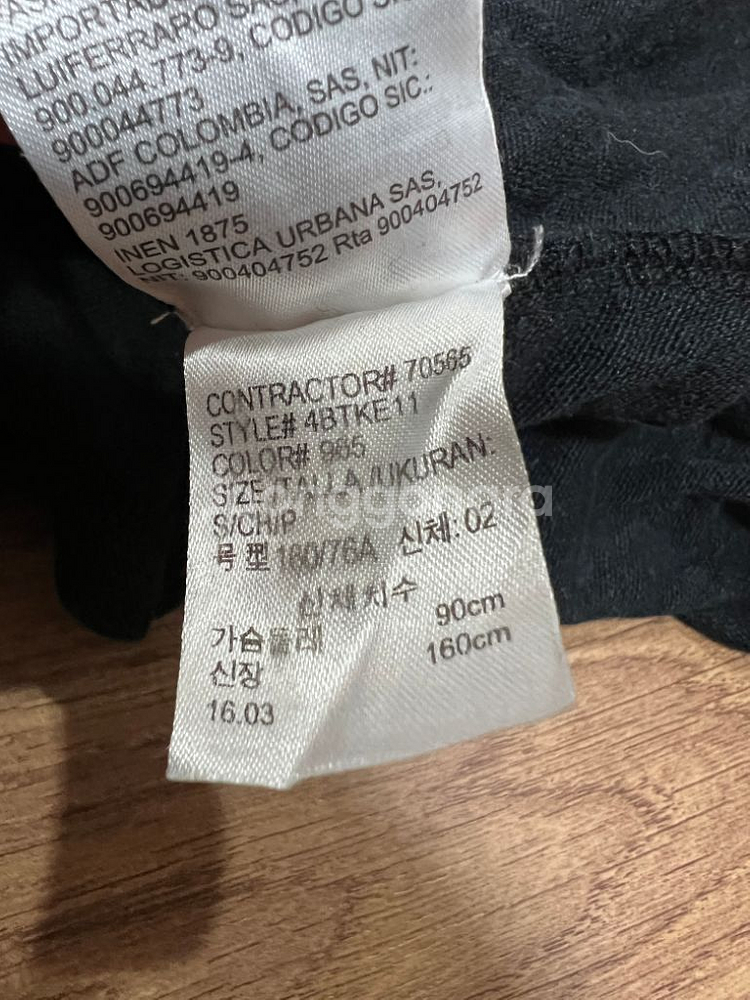 IMPORTADO
LUIFERRARO SAS
900.044.773-9, CODIGO SIC
900044773
ADF COLOMBIA, SAS, NIT:
900694419-4, CODIGO SIC.:
900694419
INEN 1875
LOGISTICA URBANA SAS,
NIT: 900404752 Rta 900404752
CONTRACTOR# 70565
STYLE# 4BTKE11
COLOR# 965
SIZE/TALLA/UKURAN:
S/CH/P
号型 160/76A 신체: 02
신체치수
가슴둘레 90cm
신장 160cm
16.03